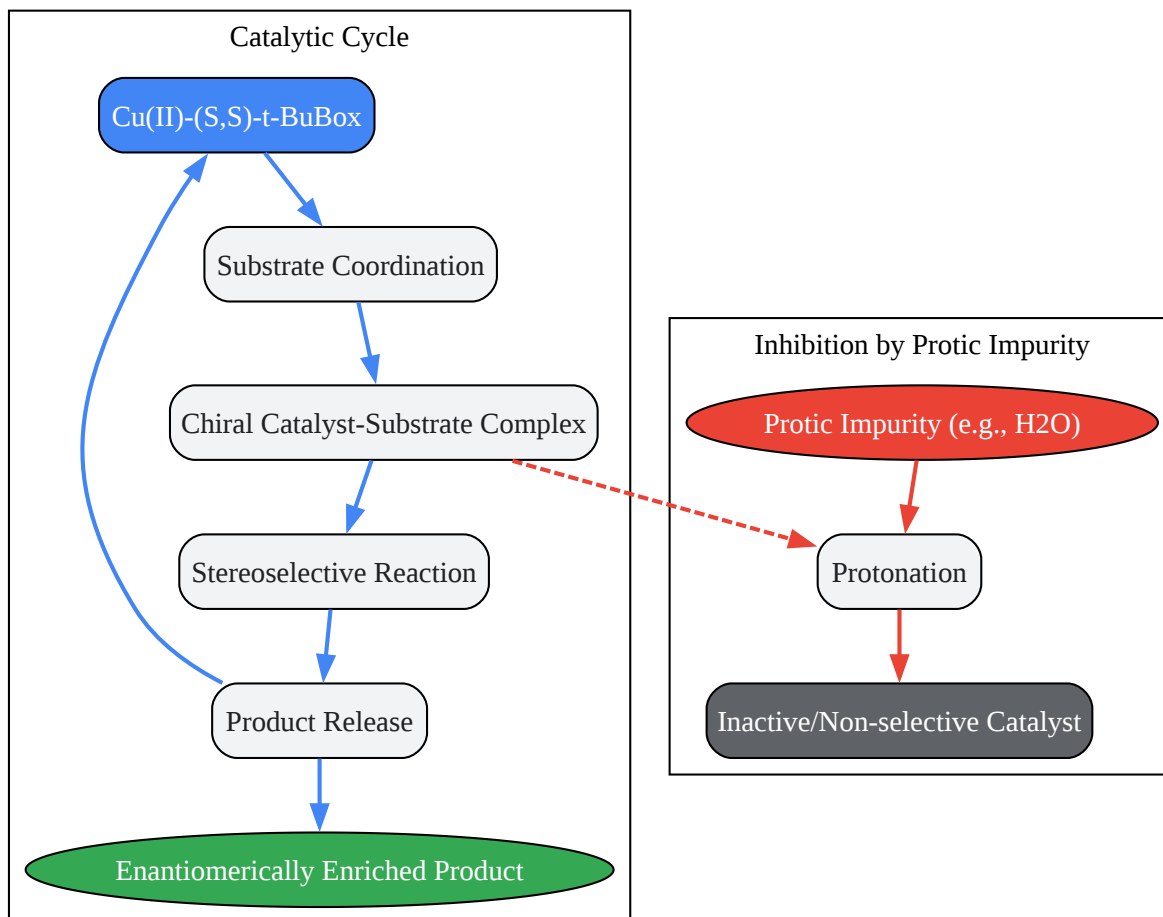 Catalytic Cycle
Cu(II)-(S,S)-t-BuBox
Substrate Coordination
Chiral Catalyst-Substrate Complex
Stereoselective Reaction
Product Release
Enantiomerically Enriched Product
Inhibition by Protic Impurity
Protic Impurity (e.g., H2O)
Protonation
Inactive/Non-selective Catalyst